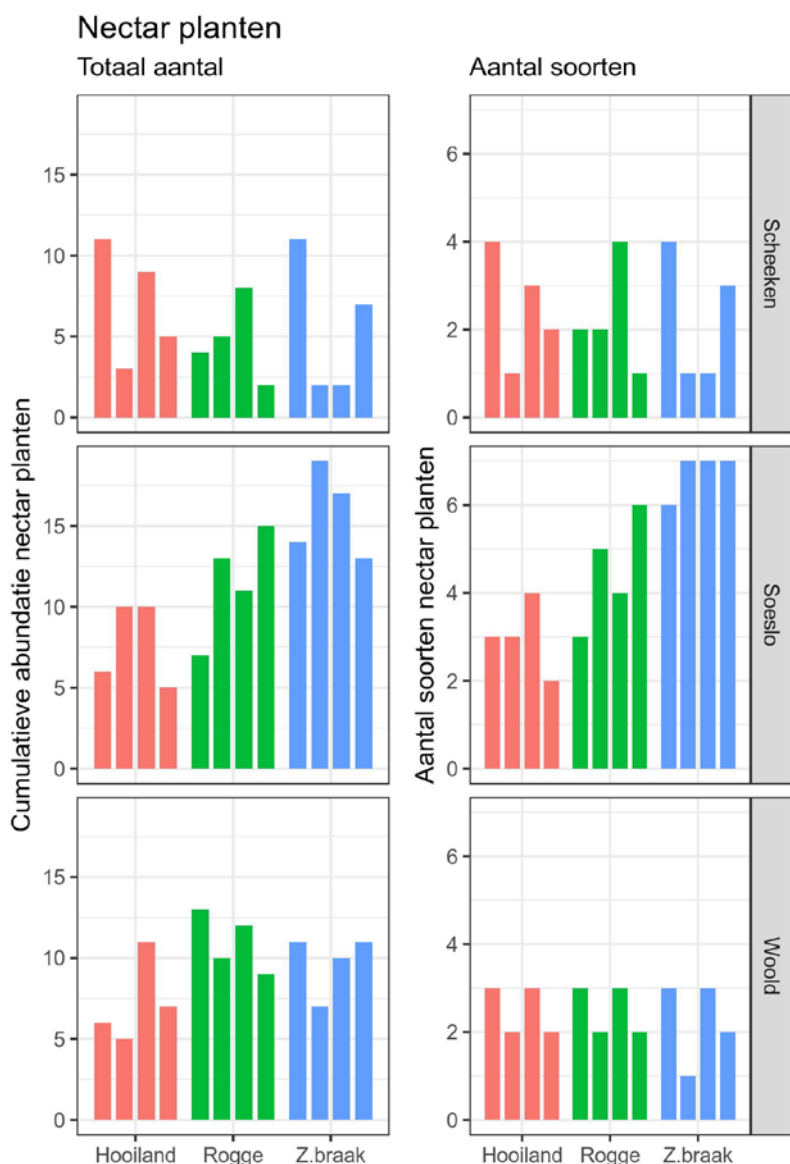 Nectar planten
Totaal aantal
Aantal soorten
Cumulatieve abundatie nectar planten
15
10
5
0
15
10
5
0
15
10
5
0
Hooiland Rogge Z.braak
Aantal soorten nectar planten
6
4
2
0
6
4
2
0
6
4
2
0
Hooiland Rogge Z.braak
Scheeken
Soeslo
Woold